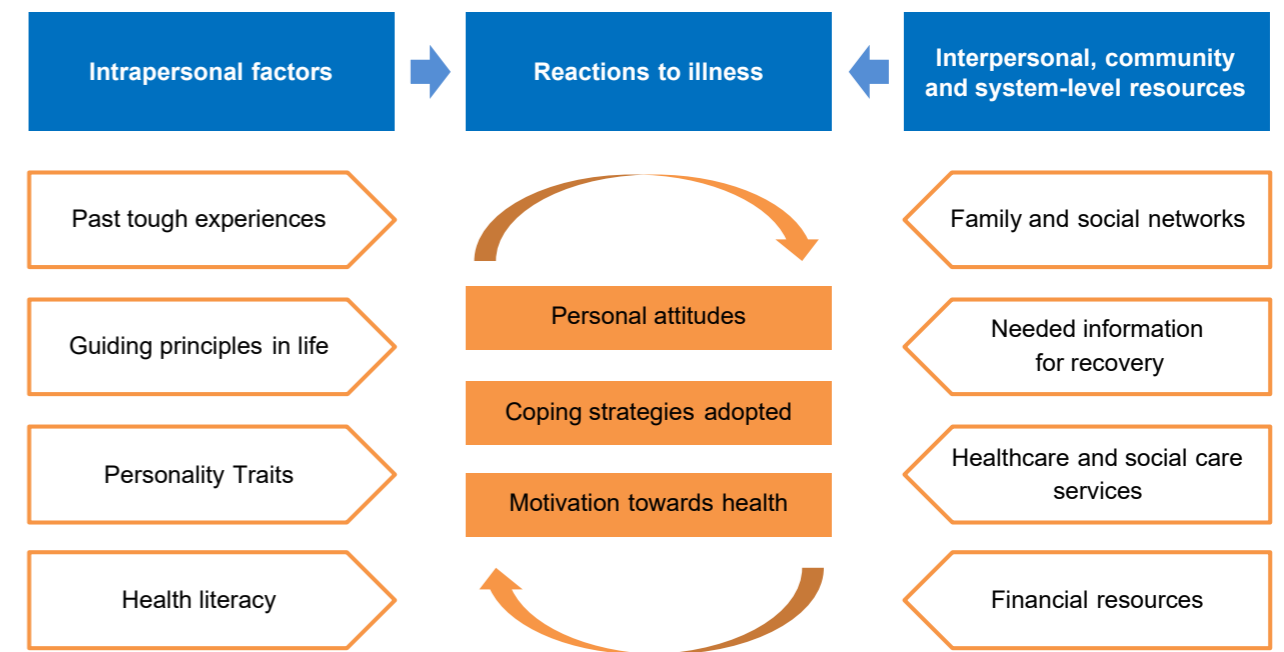 Intrapersonal factors
Reactions to illness
Interpersonal, community
and system-level resources
Past tough experiences
Guiding principles in life
Personality Traits
Health literacy
Personal attitudes
Coping strategies adopted
Motivation towards health
Family and social networks
Needed information
for recovery
Healthcare and social care
services
Financial resources